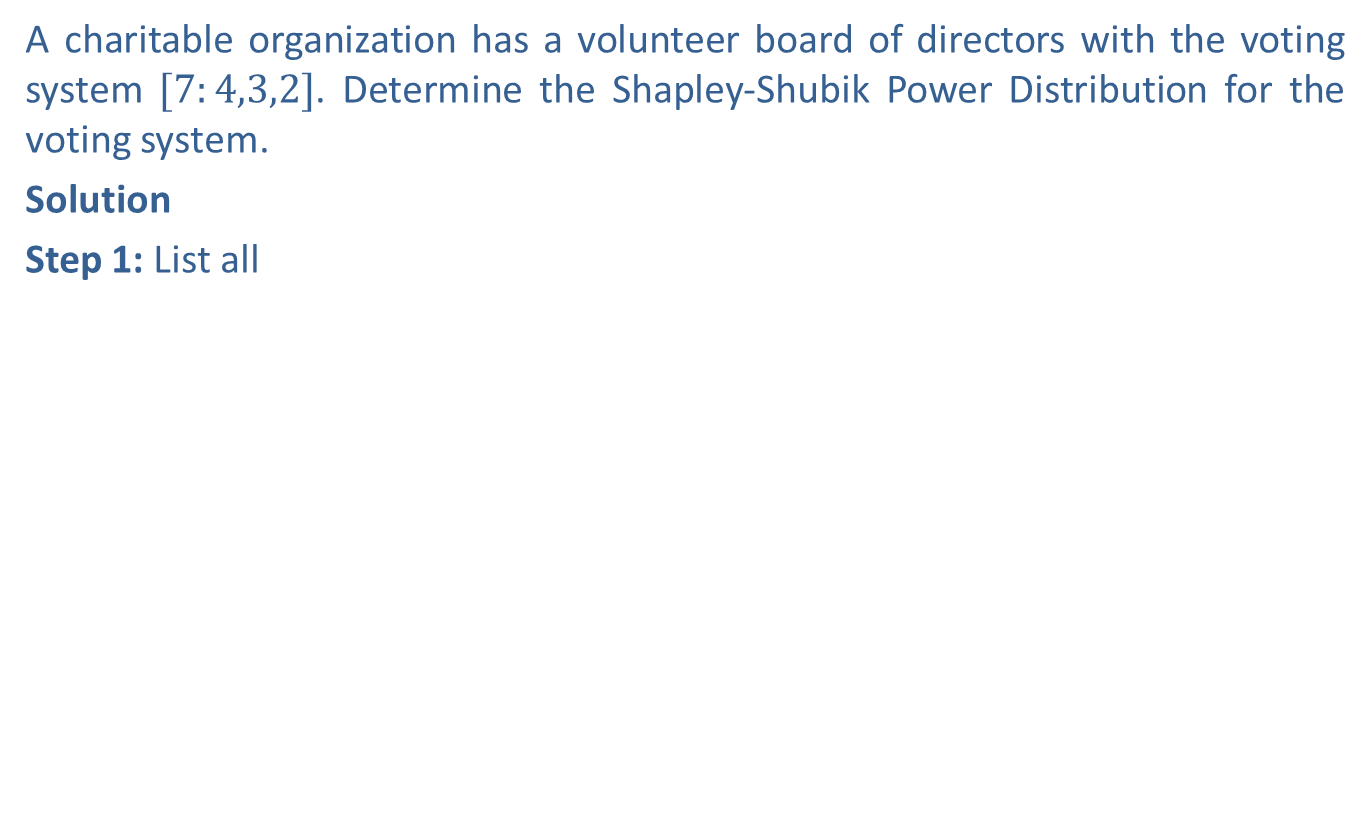 A charitable organization has a volunteer board of directors with the voting
system [7: 4,3,2]. Determine the Shapley-Shubik Power Distribution for the
voting system.
Solution
Step 1: List all